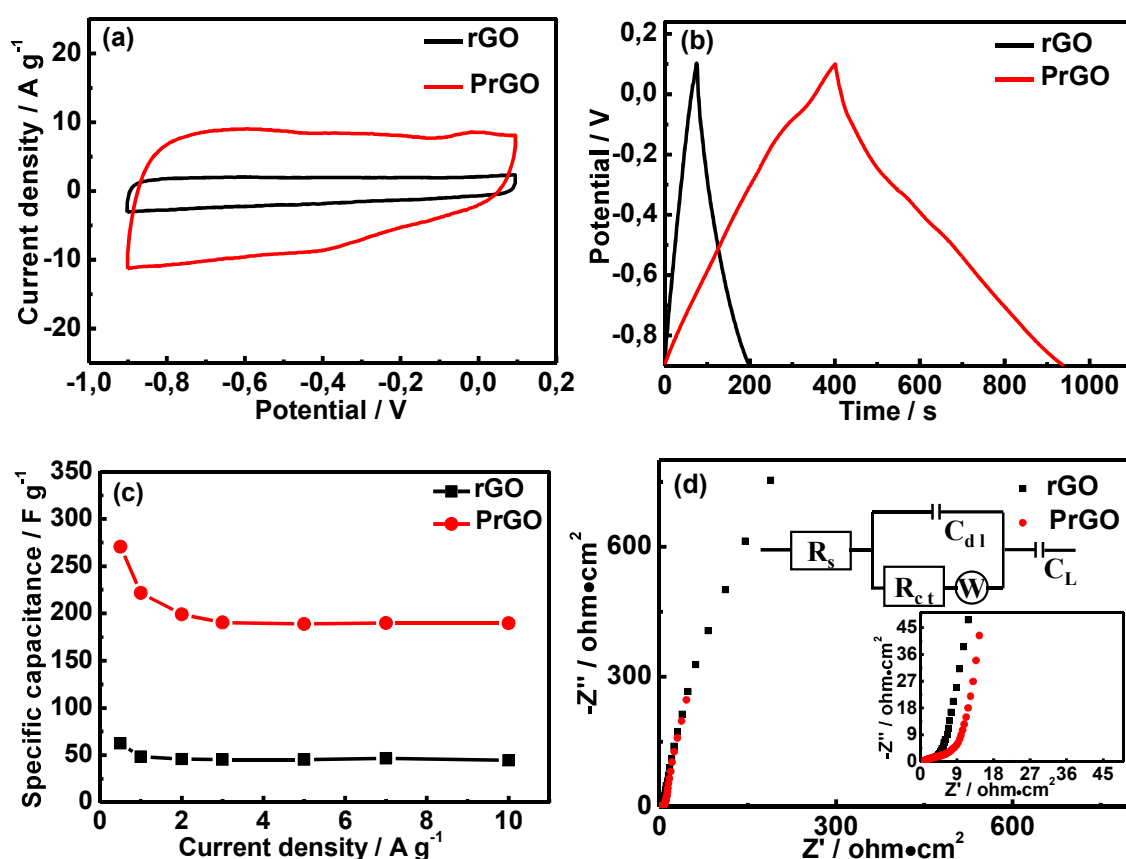 (a)
rGO
PrGO
20
10
0
-10
-20
Current density / A g⁻¹
-1,0 -0,8 -0,6 -0,4 -0,2 0,0 0,2
Potential / V
(b)
rGO
PrGO
0,2
0,0
-0,2
-0,4
-0,6
-0,8
Potential / V
0 200 400 600 800 1000
Time / s
(c)
rGO
PrGO
350
300
250
200
150
100
50
0
Specific capacitance / F g⁻¹
0 2 4 6 8 10
Current density / A g⁻¹
(d)
rGO
PrGO
600
300
0
-Z'' / ohm•cm²
0 300 600
Z' / ohm•cm²
R s
C d l
R c t
W
C L
45
36
27
18
9
0
-Z'' / ohm•cm²
0 9 18 27 36 45
Z' / ohm•cm²